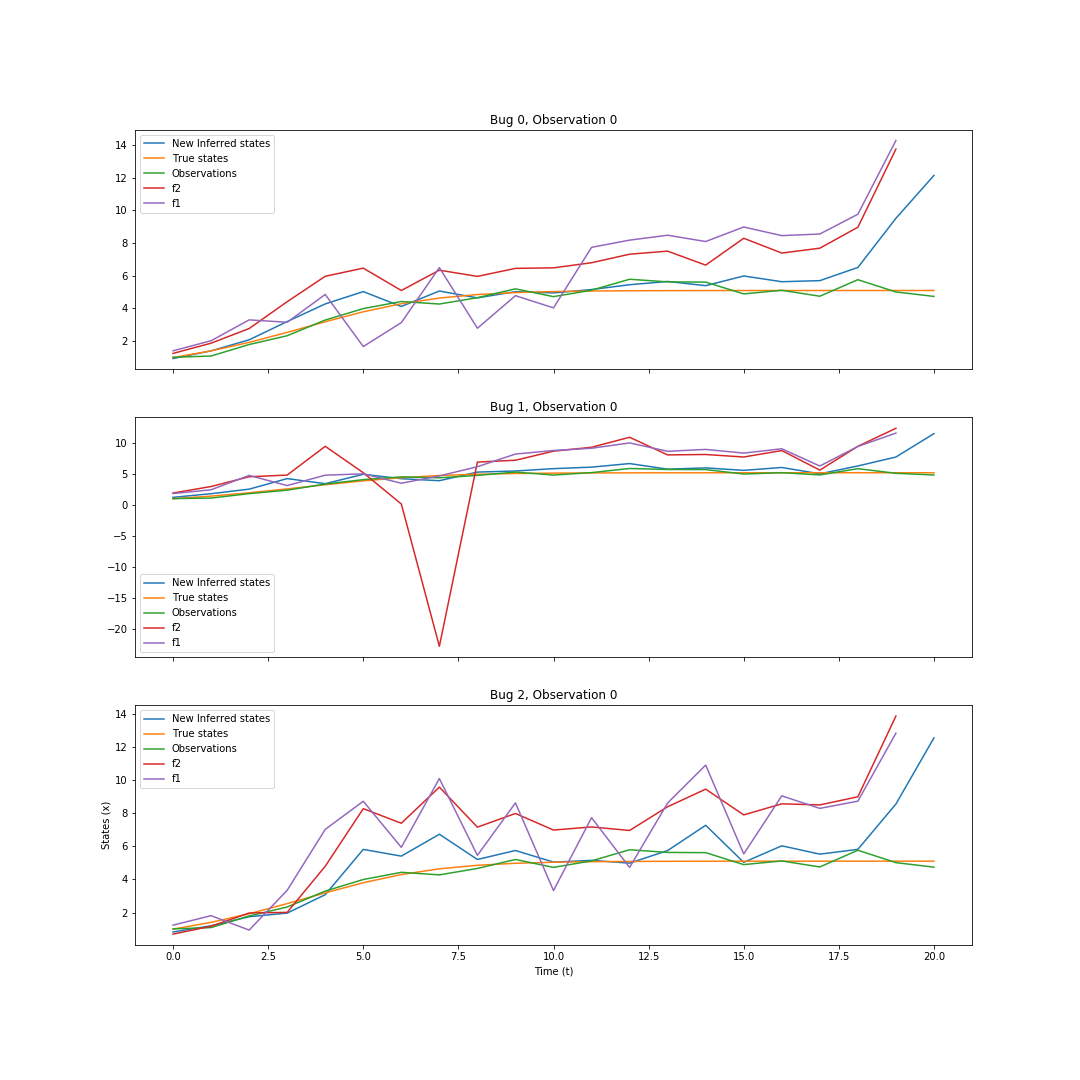 Bug 0, Observation 0
14
12
10
8
6
4
2
New Inferred states
True states
Observations
f2
f1
Bug 1, Observation 0
10
5
0
−5
−10
−15
−20
New Inferred states
True states
Observations
f2
f1
Bug 2, Observation 0
14
12
10
8
6
4
2
States (x)
New Inferred states
True states
Observations
f2
f1
0.0 2.5 5.0 7.5 10.0 12.5 15.0 17.5 20.0
Time (t)